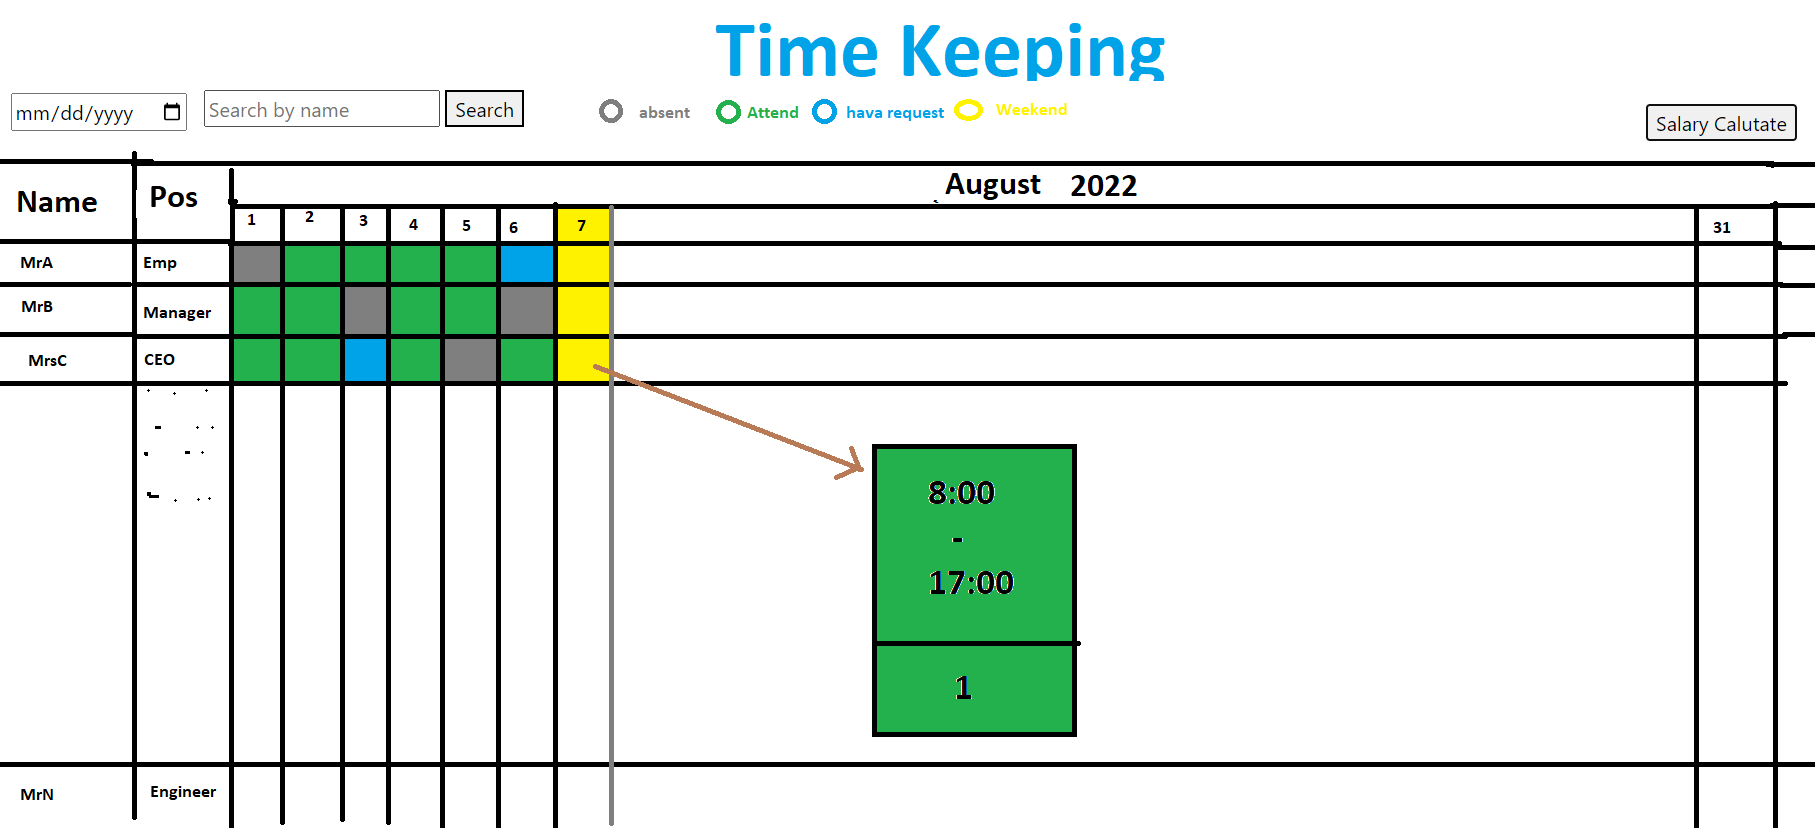 Time Keeping
mm/dd/yyyy
Search by name
Search
absent
Attend
hava request
Weekend
Salary Calutate
Name
Pos
August 2022
1 2 3 4 5 6 7 31
MrA Emp
MrB Manager
MrsC CEO
8:00
-
17:00
1
MrN Engineer